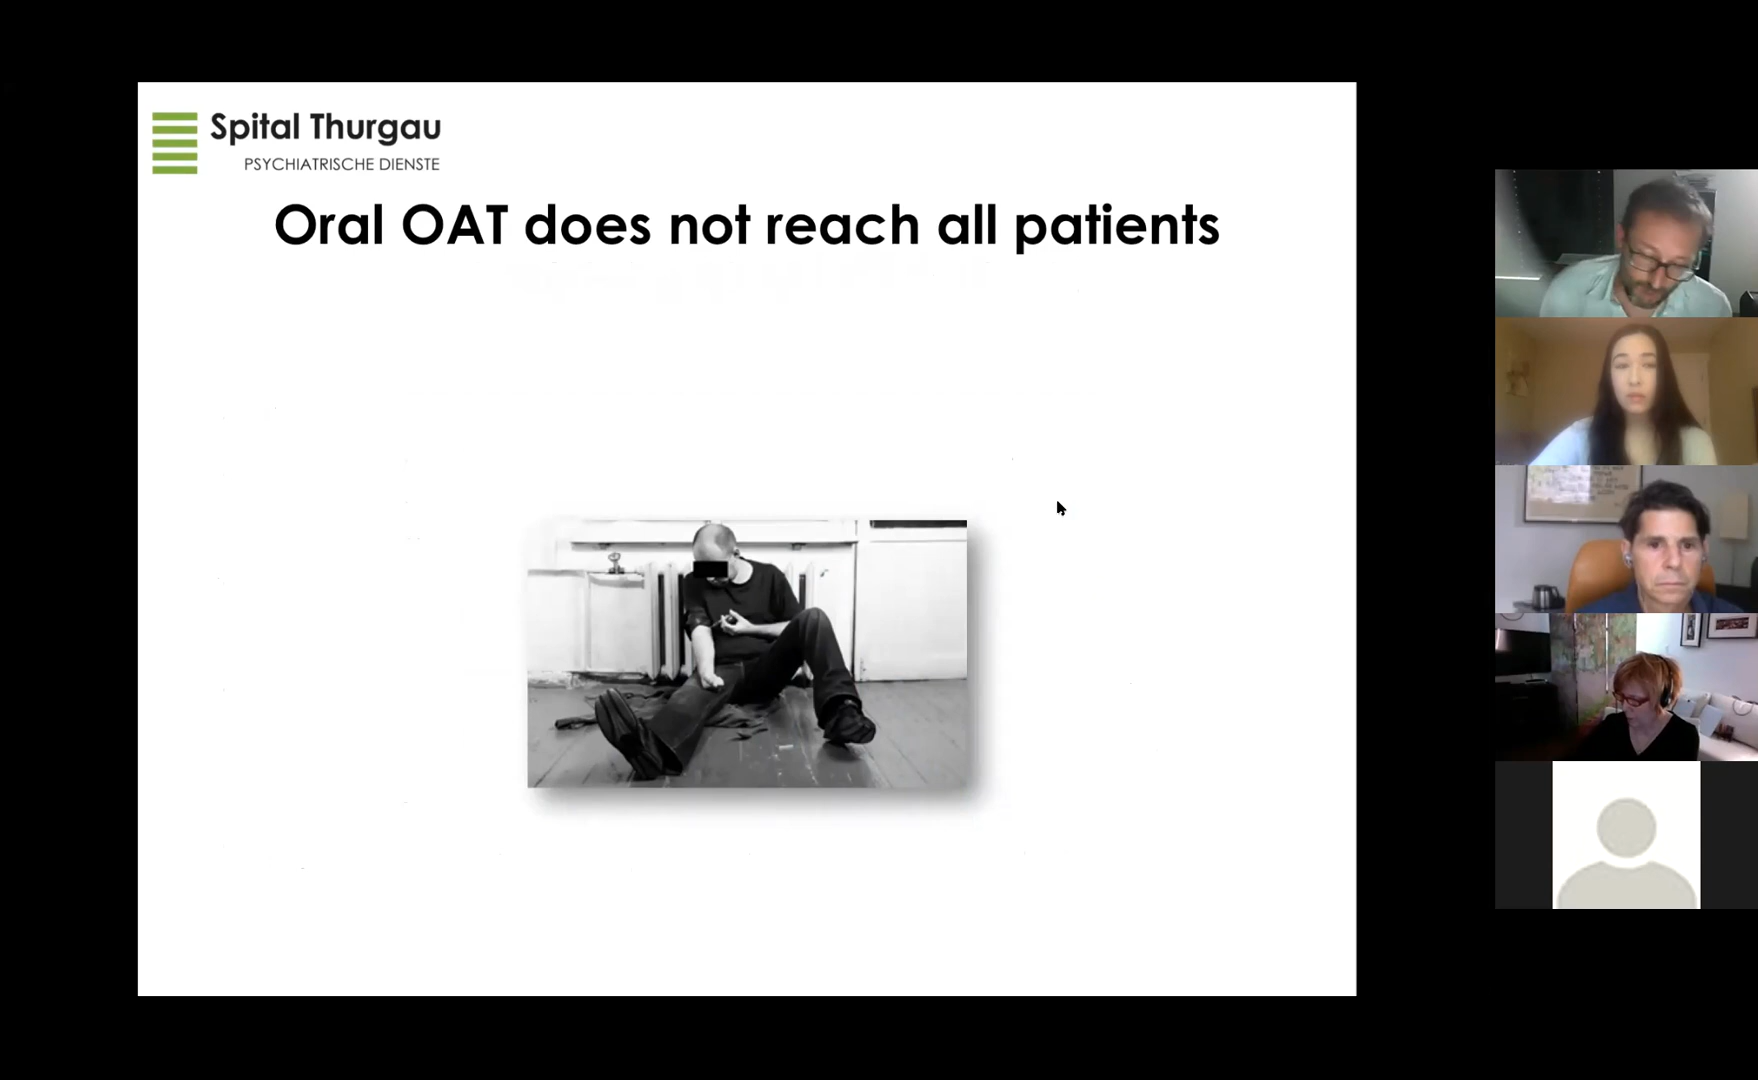 Spital Thurgau
PSYCHIATRISCHE DIENSTE
Oral OAT does not reach all patients